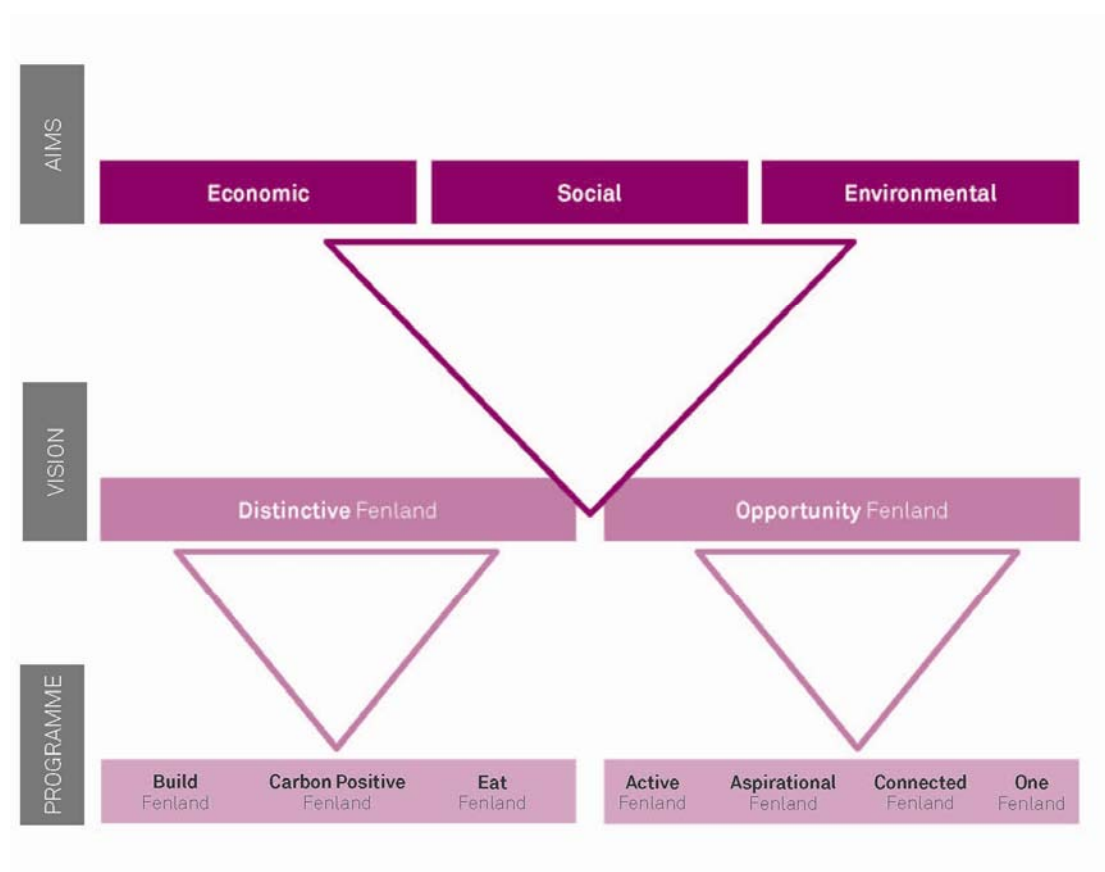 AIMS
Economic
Social
Environmental
VISION
Distinctive Fenland
Opportunity Fenland
PROGRAMME
Build
Fenland
Carbon Positive
Fenland
Eat
Fenland
Active
Fenland
Aspirational
Fenland
Connected
Fenland
One
Fenland